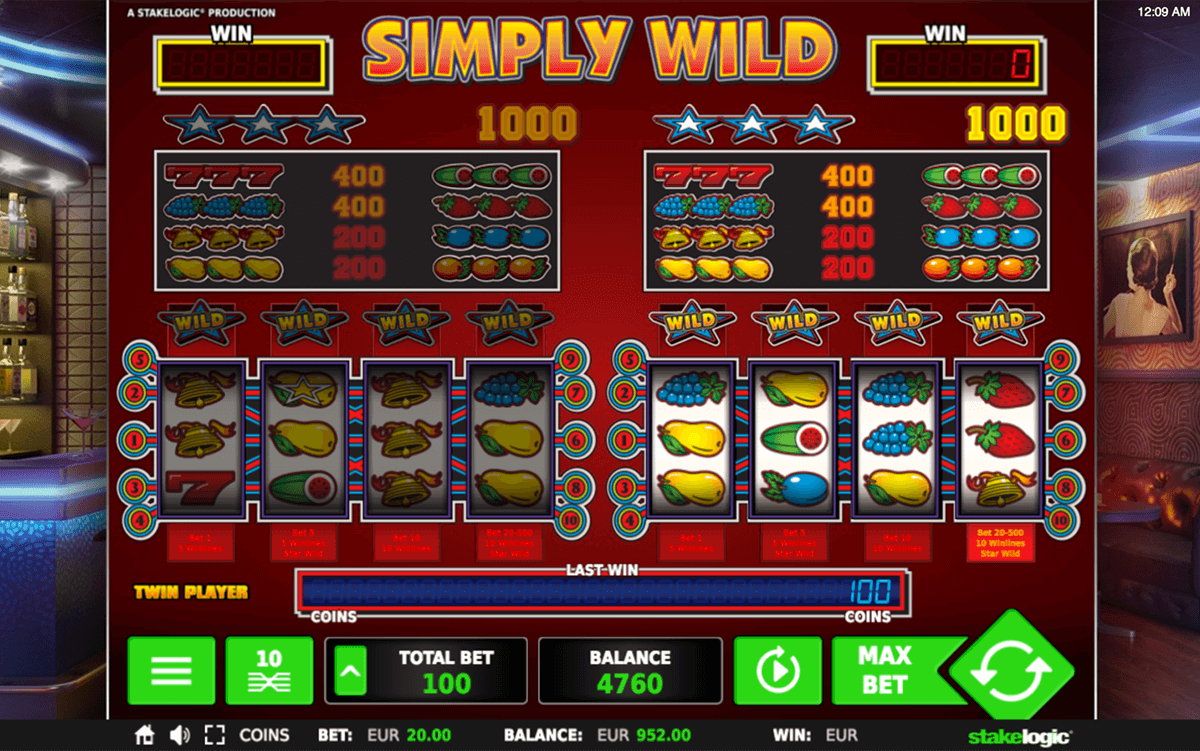 A STAKELOGIC® PRODUCTION
12:09 AM
WIN
SIMPLY WILD
WIN
0
1000
1000
777 400
777 400
400
400
200
200
200
200
WILD WILD WILD WILD
WILD WILD WILD WILD
5 9
2 7
1 6
3 8
4 10
5 9
2 7
1 6
3 8
4 10
7
Bet 1
5 Winlines
Bet 5
5 Winlines
Star Wild
Bet 10
10 Winlines
Bet 20-500
10 Winlines
Star Wild
Bet 1
5 Winlines
Bet 5
5 Winlines
Star Wild
Bet 10
10 Winlines
Bet 20-500
10 Winlines
Star Wild
TWIN PLAYER
LAST WIN
100
COINS COINS
10
TOTAL BET
100
BALANCE
4760
MAX
BET
COINS BET: EUR 20.00 BALANCE: EUR 952.00 WIN: EUR
stakelogic®